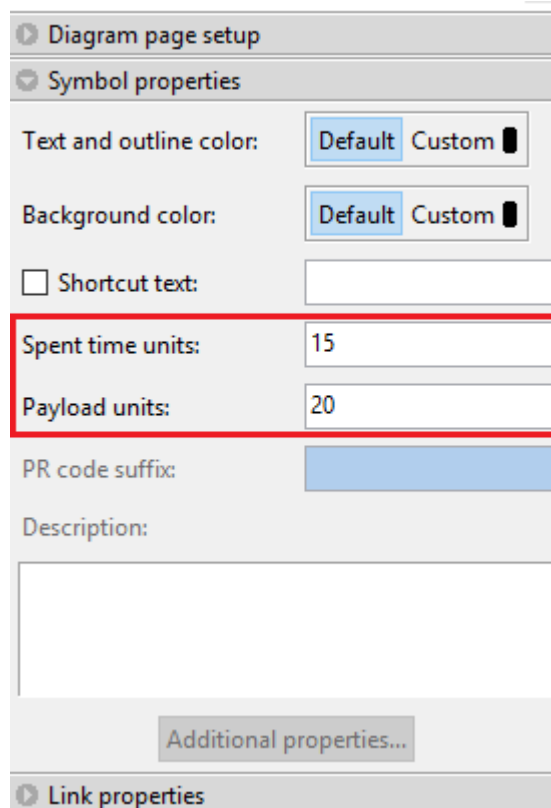 Diagram page setup
Symbol properties
Text and outline color: Default Custom
Background color: Default Custom
Shortcut text:
Spent time units: 15
Payload units: 20
PR code suffix:
Description:
Additional properties...
Link properties